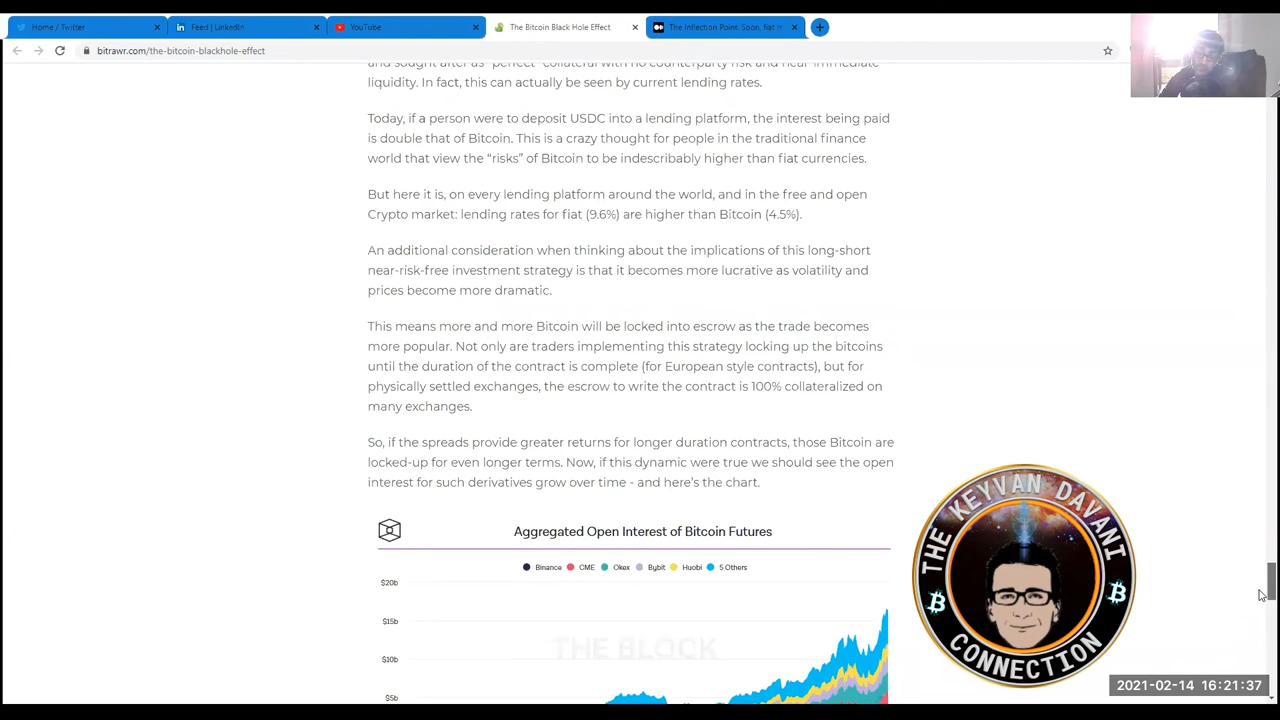 Home / Twitter
Feed | LinkedIn
YouTube
The Bitcoin Black Hole Effect
The Inflection Point. Soon, fiat
bitrawr.com/the-bitcoin-blackhole-effect
and sought after as "perfect" collateral with no counterparty risk and near-immediate
liquidity. In fact, this can actually be seen by current lending rates.
Today, if a person were to deposit USDC into a lending platform, the interest being paid
is double that of Bitcoin. This is a crazy thought for people in the traditional finance
world that view the “risks” of Bitcoin to be indescribably higher than fiat currencies.
But here it is, on every lending platform around the world, and in the free and open
Crypto market: lending rates for fiat (9.6%) are higher than Bitcoin (4.5%).
An additional consideration when thinking about the implications of this long-short
near-risk-free investment strategy is that it becomes more lucrative as volatility and
prices become more dramatic.
This means more and more Bitcoin will be locked into escrow as the trade becomes
more popular. Not only are traders implementing this strategy locking up the bitcoins
until the duration of the contract is complete (for European style contracts), but for
physically settled exchanges, the escrow to write the contract is 100% collateralized on
many exchanges.
So, if the spreads provide greater returns for longer duration contracts, those Bitcoin are
locked-up for even longer terms. Now, if this dynamic were true we should see the open
interest for such derivatives grow over time - and here’s the chart.
Aggregated Open Interest of Bitcoin Futures
Binance CME Okex Bybit Huobi 5 Others
$20b
$15b
$10b
$5b
THE BLOCK
THE KEYVAN DAVANI
CONNECTION
2021-02-14 16:21:37